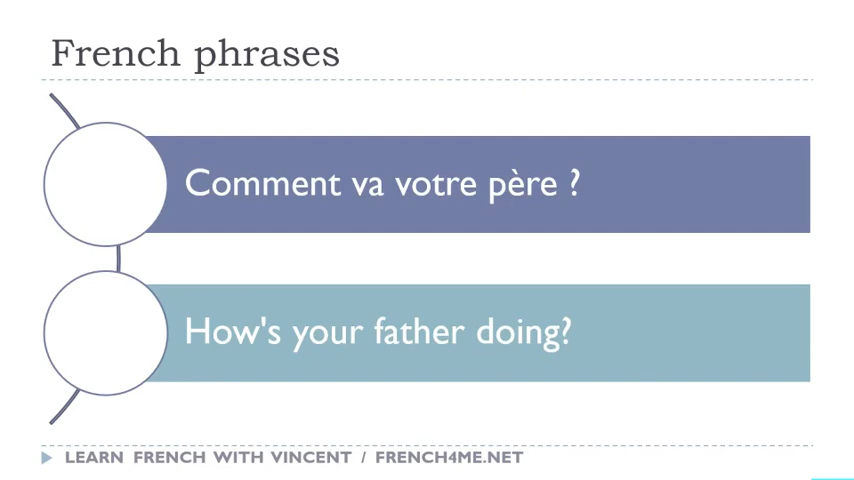 French phrases
Comment va votre père ?
How's your father doing?
LEARN FRENCH WITH VINCENT / FRENCH4ME.NET